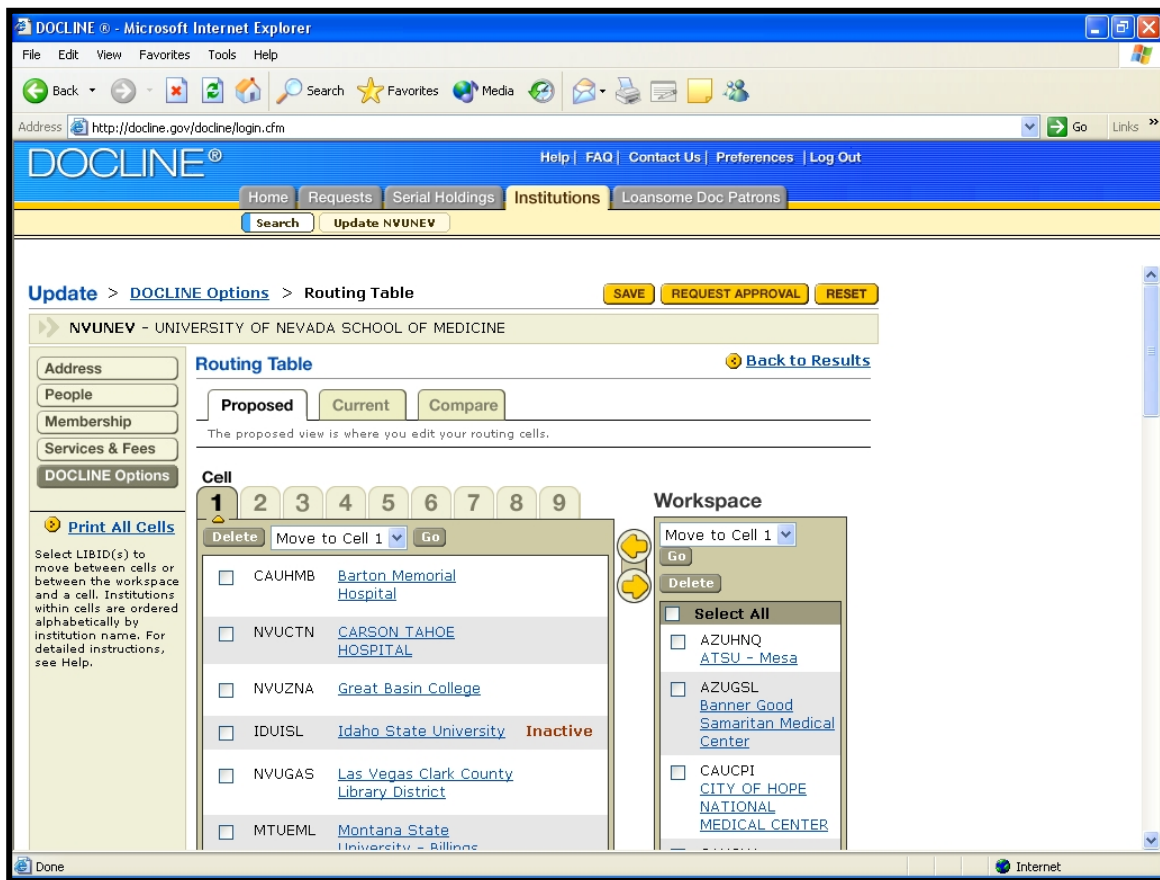 DOCLINE ® - Microsoft Internet Explorer
File Edit View Favorites Tools Help
Back Search Favorites Media
Address http://docline.gov/docline/login.cfm Go Links »
DOCLINE®
Help | FAQ | Contact Us | Preferences | Log Out
Home Requests Serial Holdings Institutions Loansome Doc Patrons
Search Update NVUNEV
Update > DOCLINE Options > Routing Table SAVE REQUEST APPROVAL RESET
NVUNEV - UNIVERSITY OF NEVADA SCHOOL OF MEDICINE
Address
People
Membership
Services & Fees
DOCLINE Options
Print All Cells
Select LIBID(s) to
move between cells or
between the workspace
and a cell. Institutions
within cells are ordered
alphabetically by
institution name. For
detailed instructions,
see Help.
Routing Table Back to Results
Proposed Current Compare
The proposed view is where you edit your routing cells.
Cell
1 2 3 4 5 6 7 8 9
Delete Move to Cell 1 Go
CAUHMB Barton Memorial
Hospital
NVUCTN CARSON TAHOE
HOSPITAL
NVUZNA Great Basin College
IDUISL Idaho State University Inactive
NVUGAS Las Vegas Clark County
Library District
MTUEML Montana State
University - Billings
Workspace
Move to Cell 1
Go
Delete
Select All
AZUHNQ
ATSU - Mesa
AZUGSL
Banner Good
Samaritan Medical
Center
CAUCPI
CITY OF HOPE
NATIONAL
MEDICAL CENTER
Done Internet